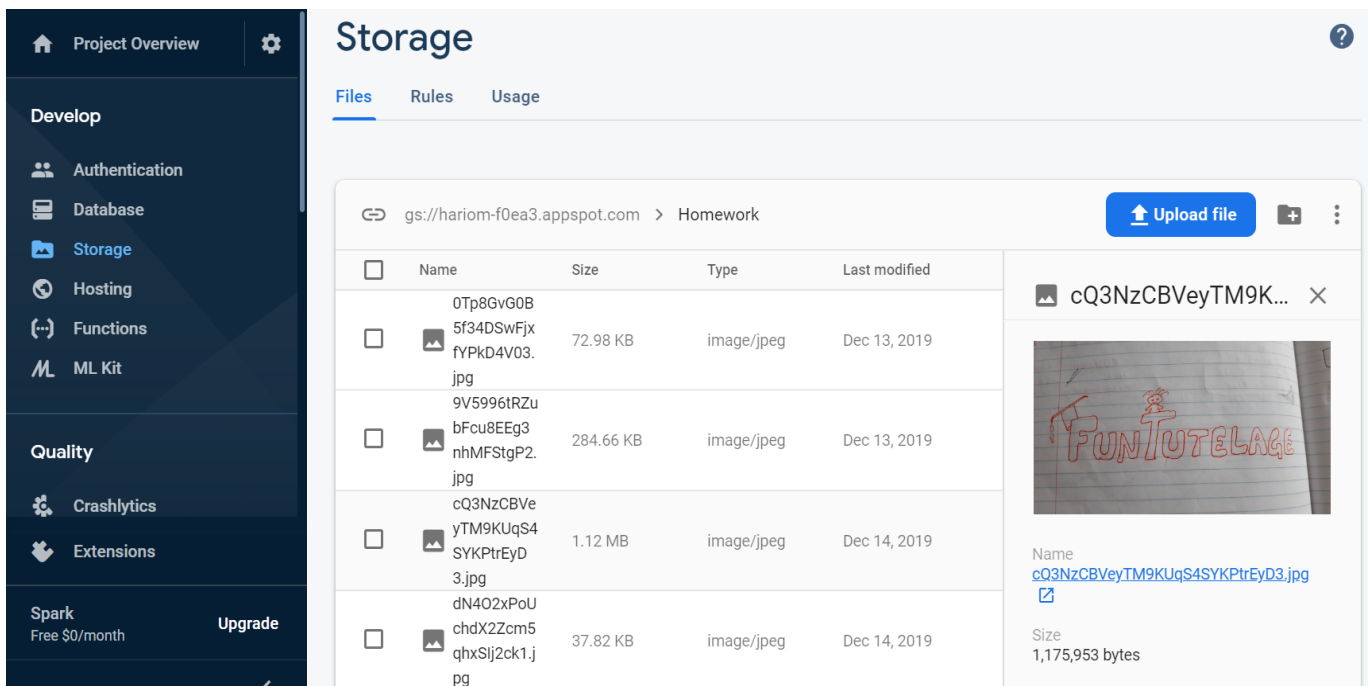 Project Overview
Develop
Authentication
Database
Storage
Hosting
Functions
ML Kit
Quality
Crashlytics
Extensions
Spark
Free $0/month
Upgrade
Storage
Files Rules Usage
gs://hariom-f0ea3.appspot.com > Homework
Upload file
Name Size Type Last modified
0Tp8GvG0B
5f34DSwFjx
fYPkD4V03.
jpg
72.98 KB image/jpeg Dec 13, 2019
9V5996tRZu
bFcu8EEg3
nhMFStgP2.
jpg
284.66 KB image/jpeg Dec 13, 2019
cQ3NzCBVe
yTM9KUqS4
SYKPtrEyD
3.jpg
1.12 MB image/jpeg Dec 14, 2019
dN4O2xPoU
chdX2Zcm5
qhxSlj2ck1.j
pg
37.82 KB image/jpeg Dec 14, 2019
cQ3NzCBVeyTM9K...
FUNTUTELAGE
Name
cQ3NzCBVeyTM9KUqS4SYKPtrEyD3.jpg
Size
1,175,953 bytes